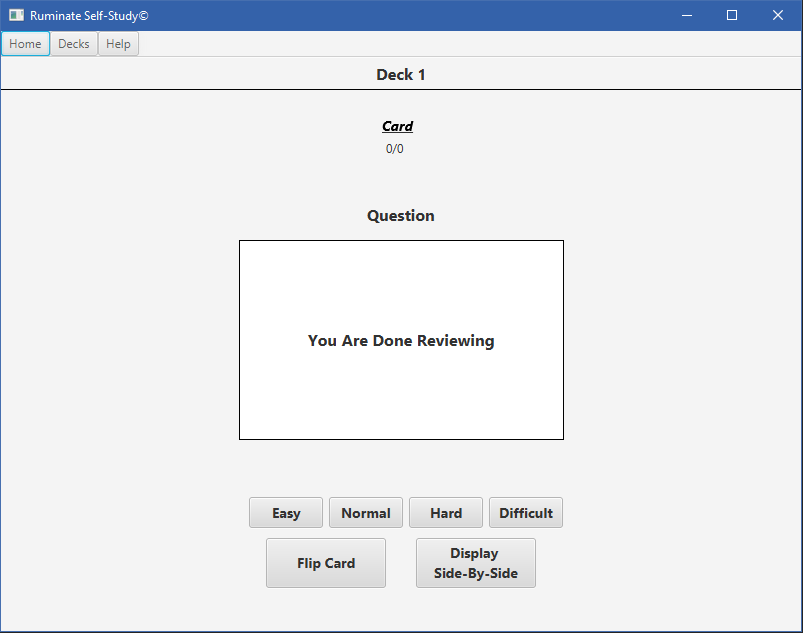 Ruminate Self-Study©
Home Decks Help
Deck 1
Card
0/0
Question
You Are Done Reviewing
Easy Normal Hard Difficult
Flip Card
Display
Side-By-Side